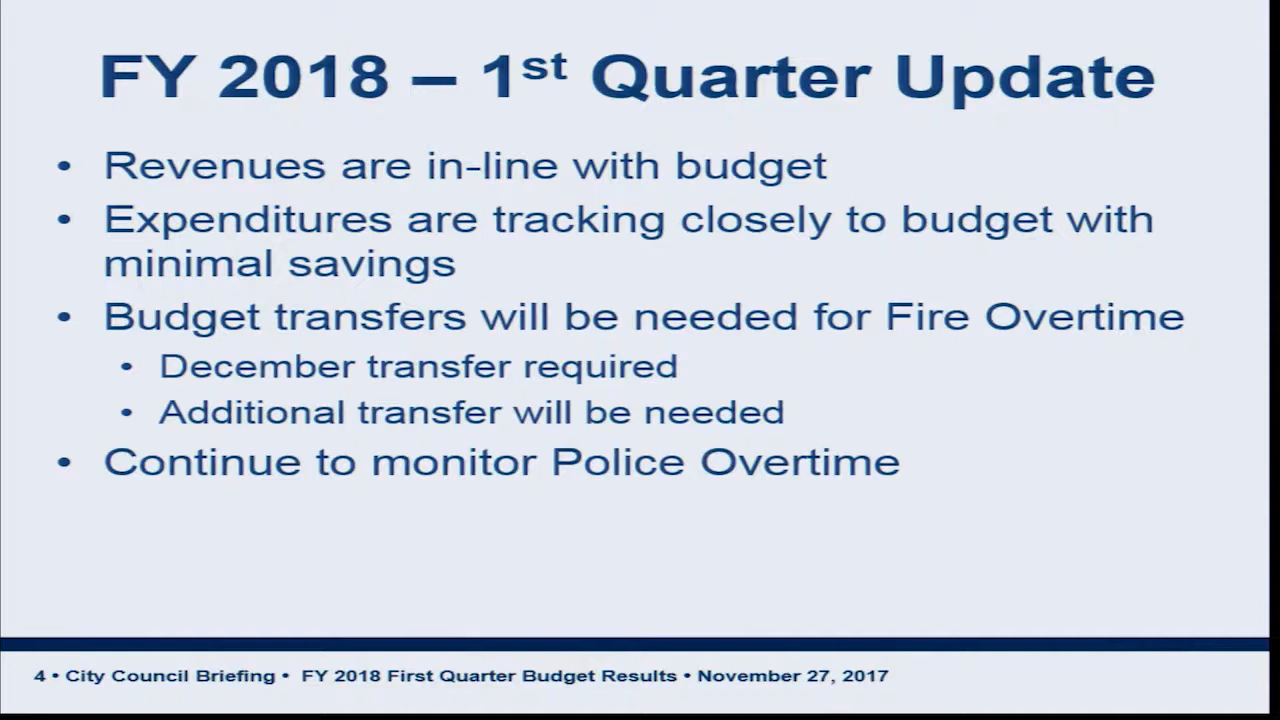 FY 2018 – 1st Quarter Update
• Revenues are in-line with budget
• Expenditures are tracking closely to budget with
minimal savings
• Budget transfers will be needed for Fire Overtime
• December transfer required
• Additional transfer will be needed
• Continue to monitor Police Overtime
4 • City Council Briefing • FY 2018 First Quarter Budget Results • November 27, 2017